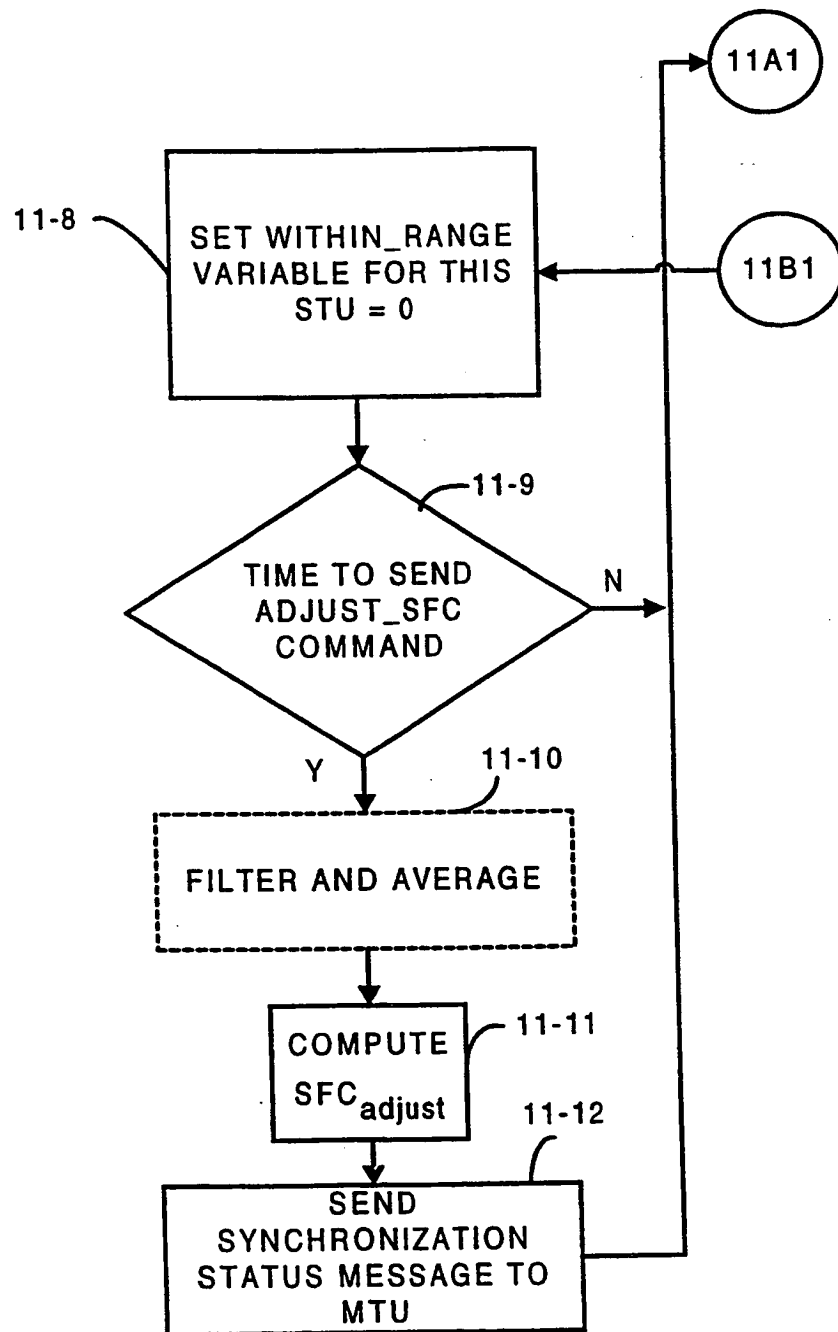 11A1
11-8
SET WITHIN_RANGE
VARIABLE FOR THIS
STU = 0
11B1
11-9
TIME TO SEND
ADJUST_SFC
COMMAND
N
Y
11-10
FILTER AND AVERAGE
11-11
COMPUTE
SFCadjust
11-12
SEND
SYNCHRONIZATION
STATUS MESSAGE TO
MTU